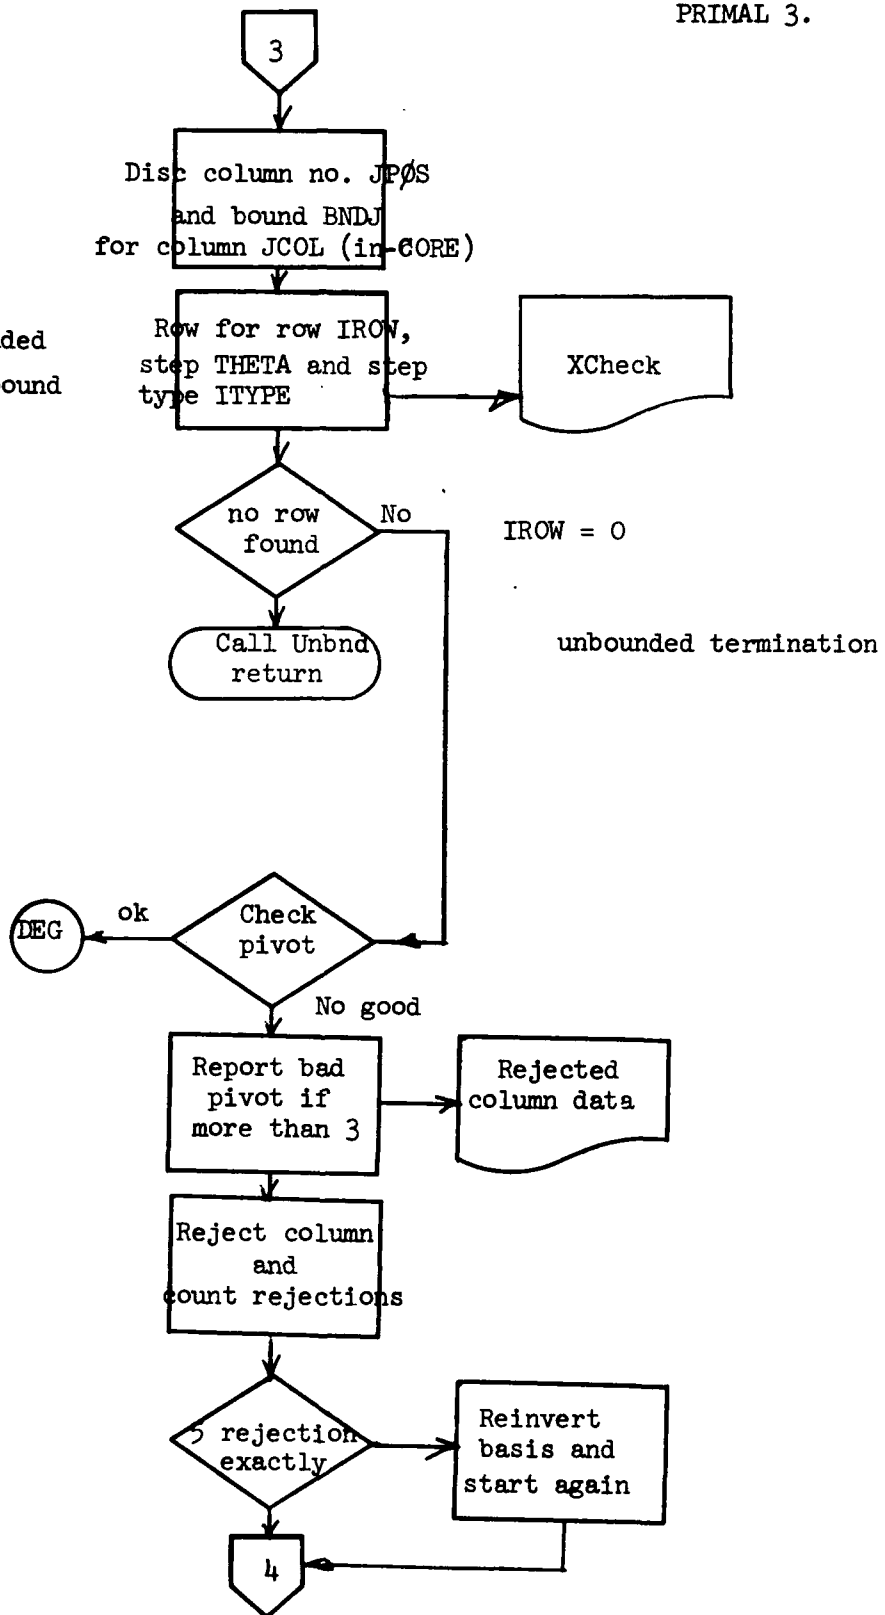 PRIMAL 3.
3
Disc column no. JPØS
and bound BNDJ
for column JCOL (in-CORE)
ded
ound
Row for row IROW,
step THETA and step
type ITYPE
XCheck
no row
found
No
IROW = 0
Call Unbnd
return
unbounded termination
DEG
ok
Check
pivot
No good
Report bad
pivot if
more than 3
Rejected
column data
Reject column
and
count rejections
5 rejection
exactly
Reinvert
basis and
start again
4